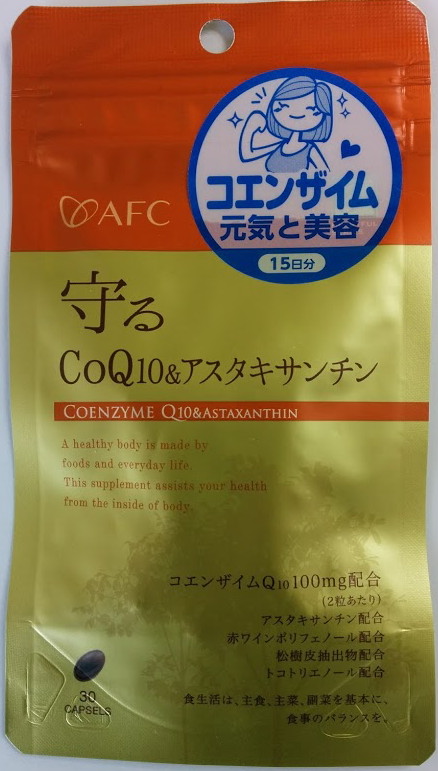 コエンザイム
元気と美容
15日分
AFC
守る
CoQ10&アスタキサンチン
COENZYME Q10&ASTAXANTHIN
A healthy body is made by
foods and everyday life.
This supplement assists your health
from the inside of body.
コエンザイムQ10 100mg配合
(2粒あたり)
アスタキサンチン配合
赤ワインポリフェノール配合
松樹皮抽出物配合
トコトリエノール配合
30
CAPSELS
食生活は、主食、主菜、副菜を基本に、
食事のバランスを。